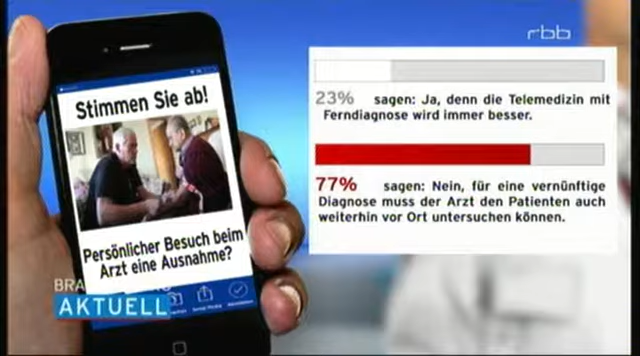 rbb
Stimmen Sie ab!
Persönlicher Besuch beim
Arzt eine Ausnahme?
23% sagen: Ja, denn die Telemedizin mit
Ferndiagnose wird immer besser.
77% sagen: Nein, für eine vernünftige
Diagnose muss der Arzt den Patienten auch
weiterhin vor Ort untersuchen können.
BRA
AKTUELL